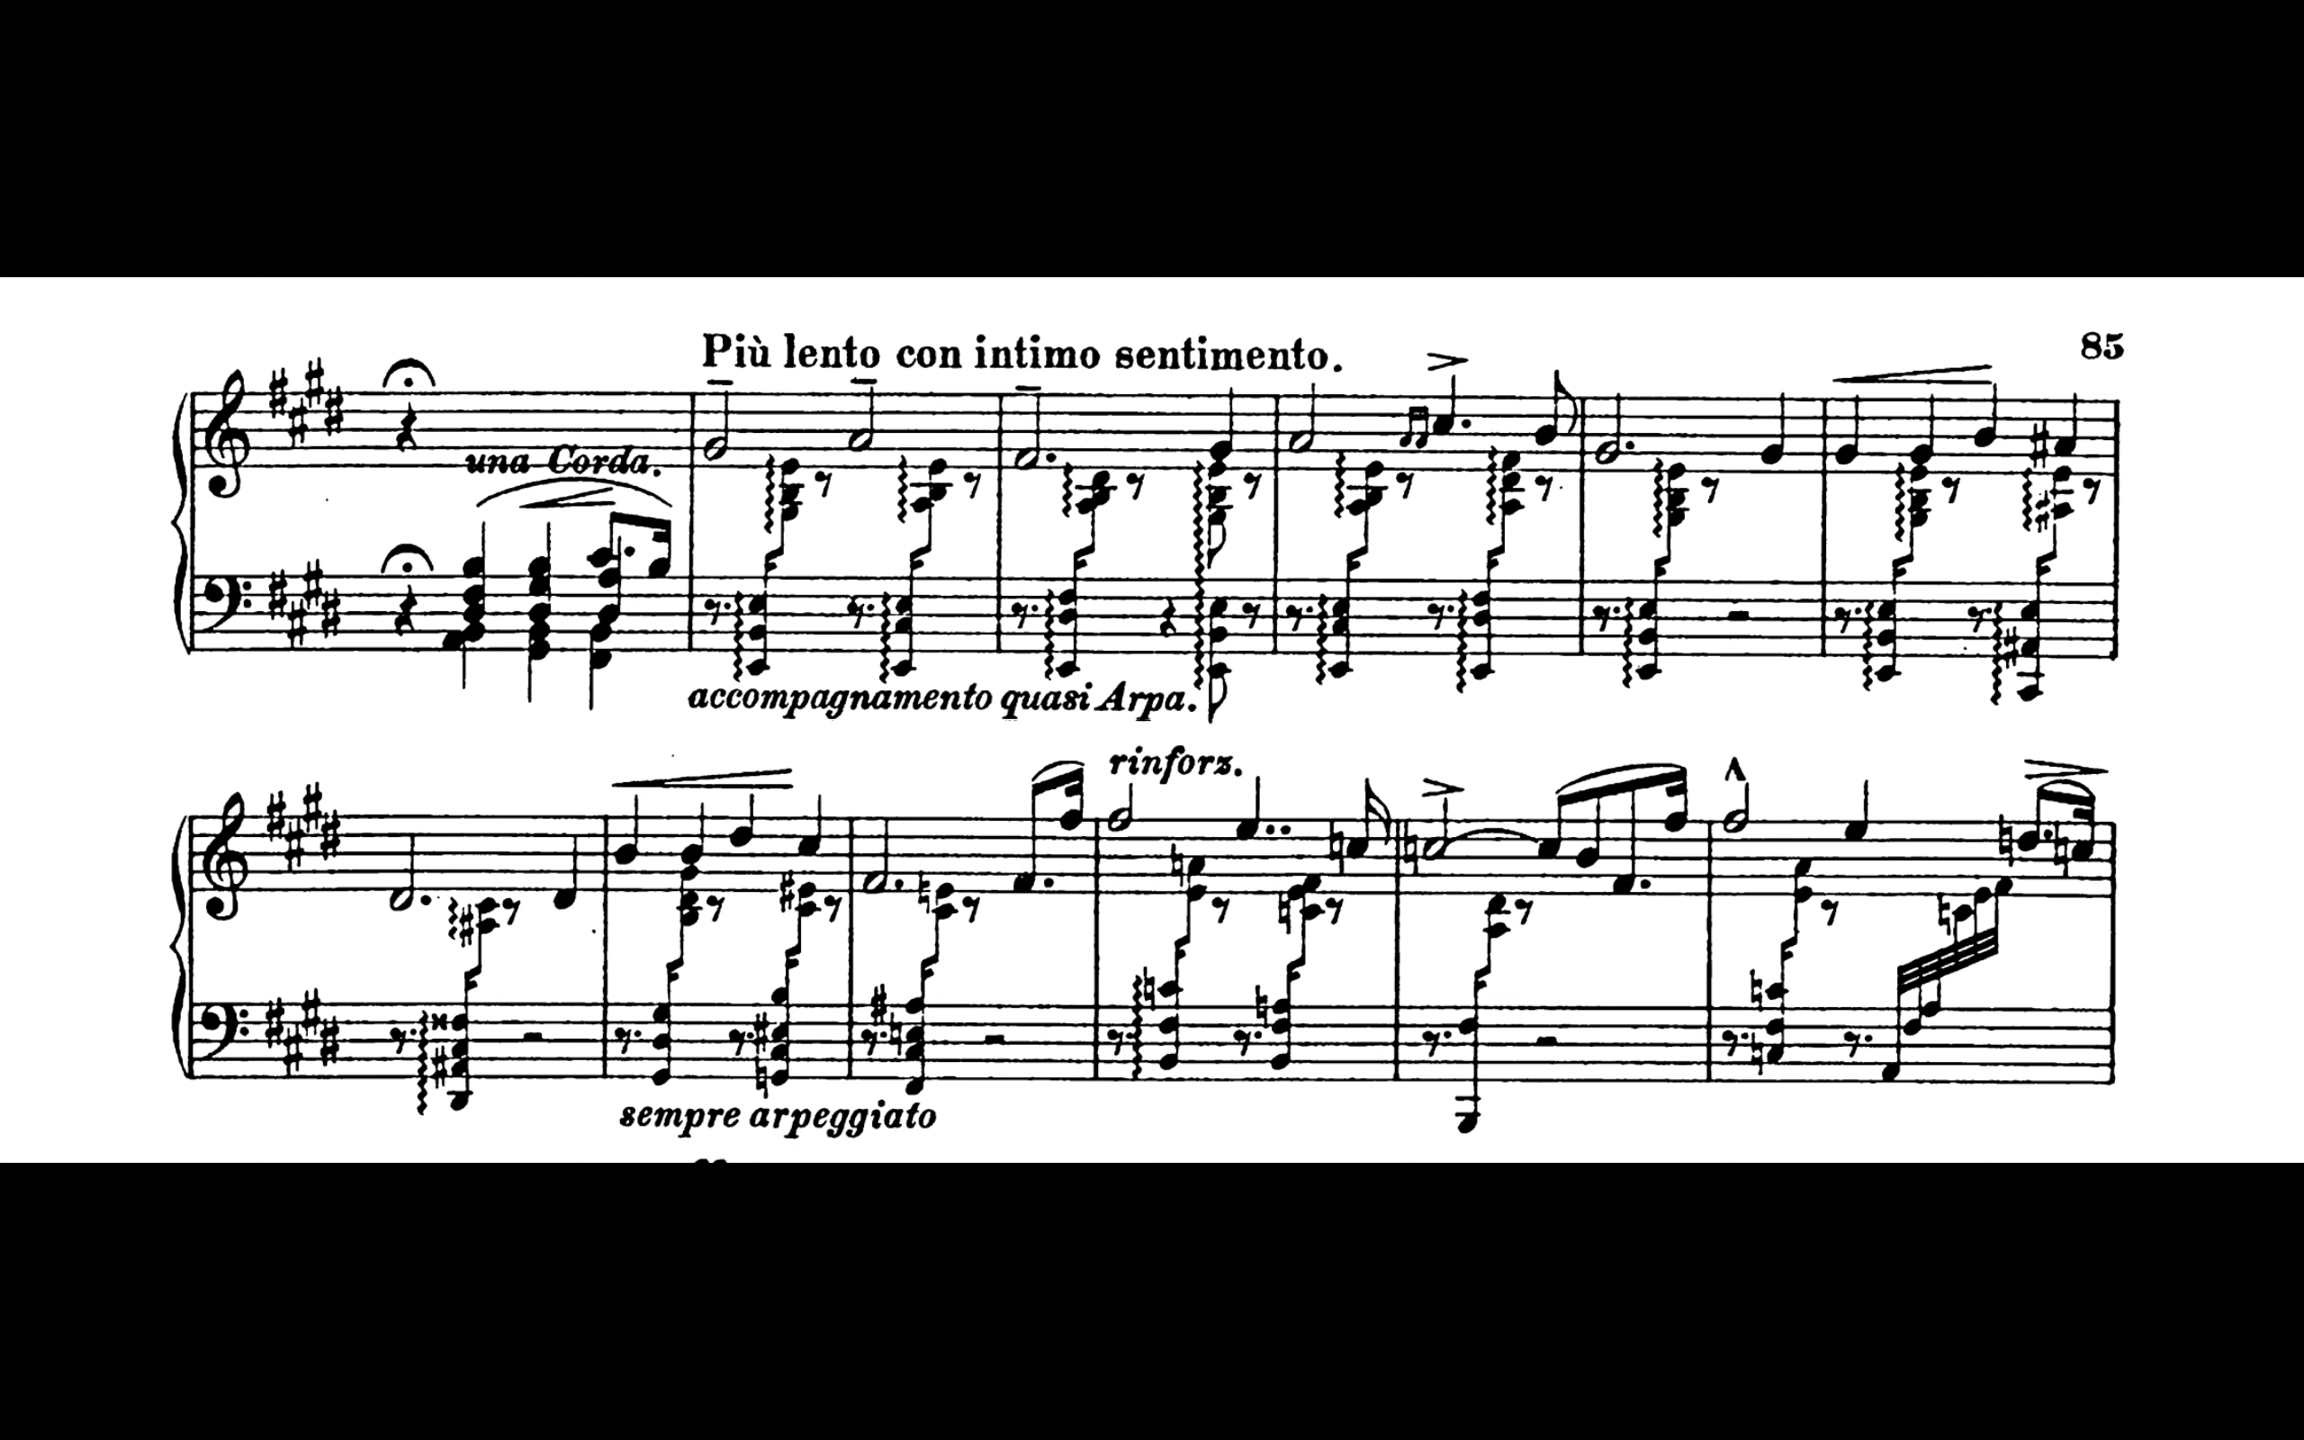 Più lento con intimo sentimento.
85
una Corda.
accompagnamento quasi Arpa.
rinforz.
sempre arpeggiato